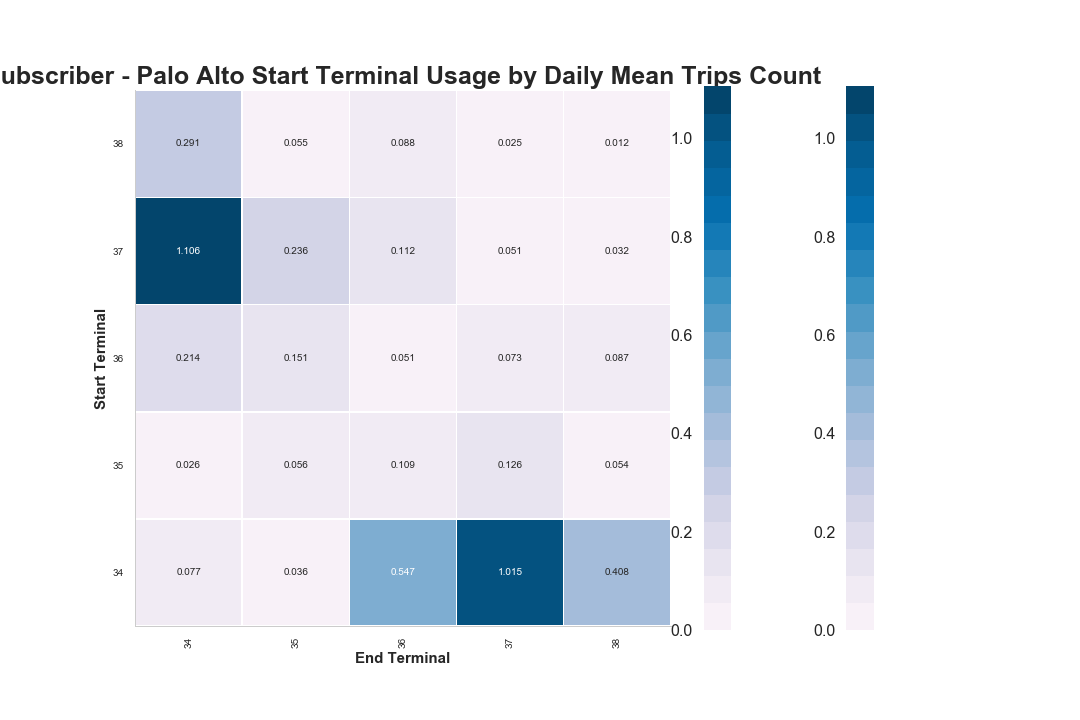 ubscriber - Palo Alto Start Terminal Usage by Daily Mean Trips Count
38 0.291 0.055 0.088 0.025 0.012
37 1.106 0.236 0.112 0.051 0.032
36 0.214 0.151 0.051 0.073 0.087
35 0.026 0.056 0.109 0.126 0.054
34 0.077 0.036 0.547 1.015 0.408
Start Terminal
34 35 36 37 38
End Terminal
1.0
0.8
0.6
0.4
0.2
0.0
1.0
0.8
0.6
0.4
0.2
0.0